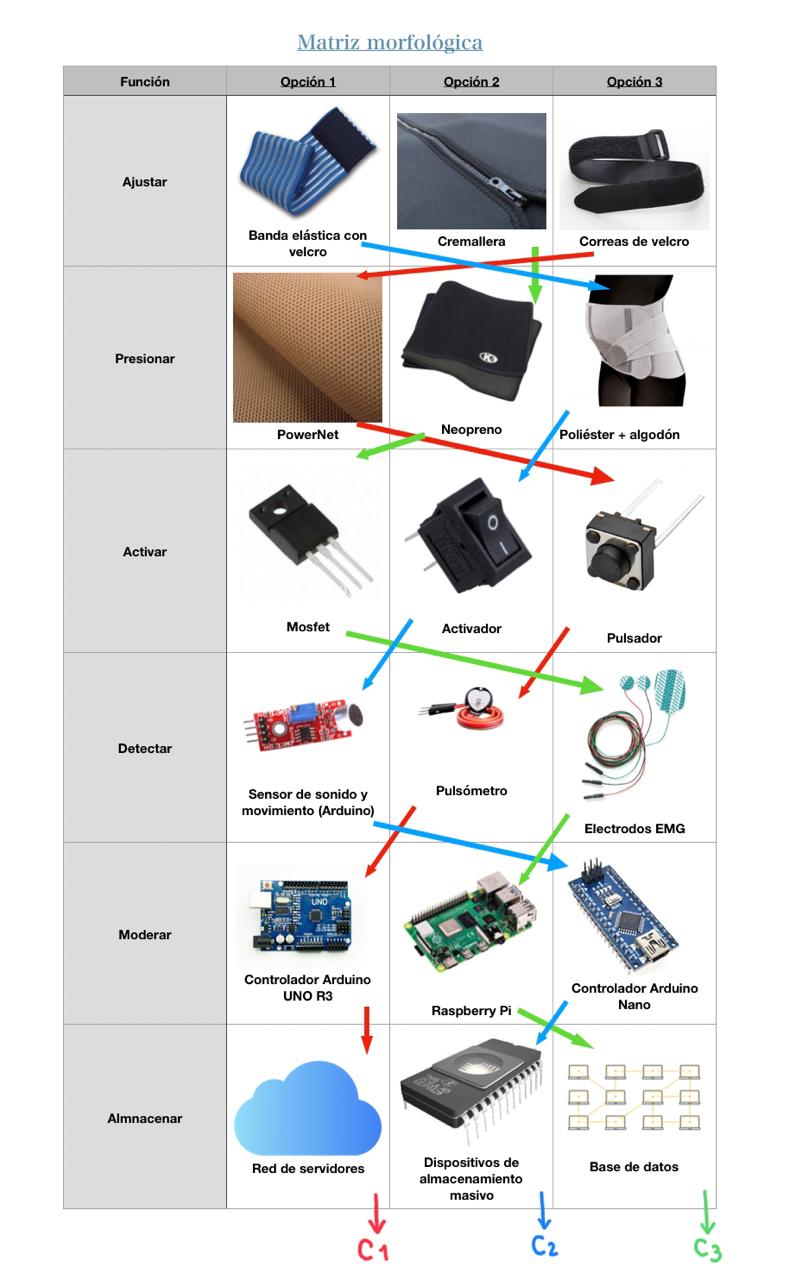 Matriz morfológica
Función
Opción 1
Opción 2
Opción 3
Ajustar
Banda elástica con
velcro
Cremallera
Correas de velcro
Presionar
PowerNet
Neopreno
Poliéster + algodón
Activar
Mosfet
Activador
Pulsador
Detectar
Sensor de sonido y
movimiento (Arduino)
Pulsómetro
Electrodos EMG
Moderar
UNO
Controlador Arduino
UNO R3
Raspberry Pi
Controlador Arduino
Nano
Almnacenar
Red de servidores
Dispositivos de
almacenamiento
masivo
Base de datos
C1
C2
C3